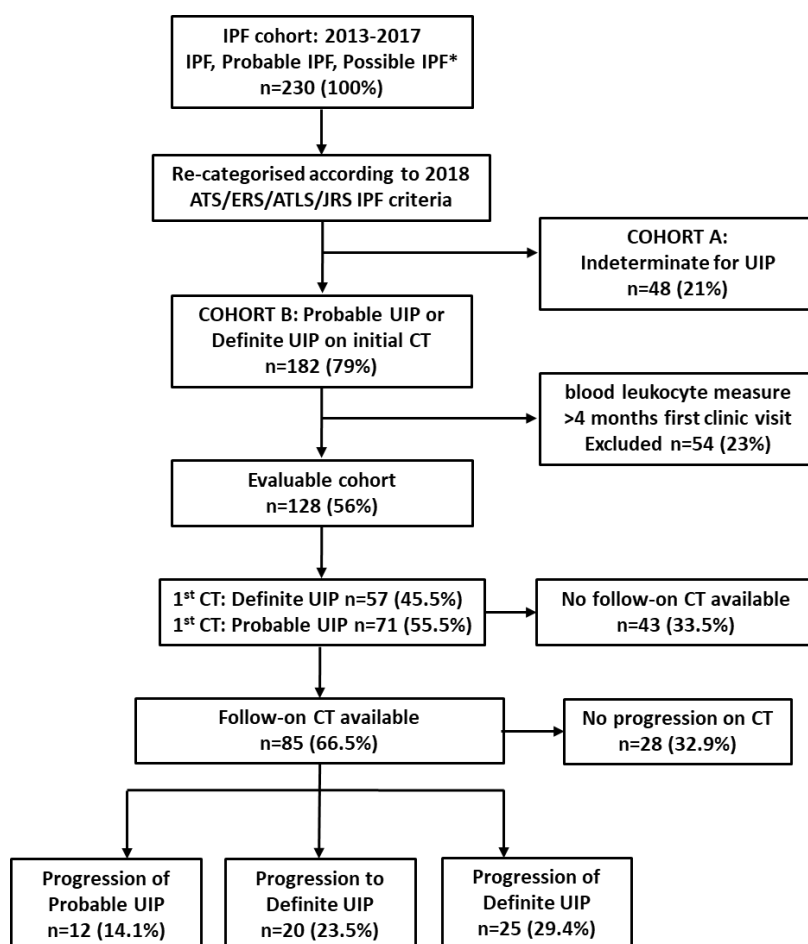 IPF cohort: 2013-2017
IPF, Probable IPF, Possible IPF*
n=230 (100%)
Re-categorised according to 2018
ATS/ERS/ATLS/JRS IPF criteria
COHORT A:
Indeterminate for UIP
n=48 (21%)
COHORT B: Probable UIP or
Definite UIP on initial CT
n=182 (79%)
blood leukocyte measure
>4 months first clinic visit
Excluded n=54 (23%)
Evaluable cohort
n=128 (56%)
1st CT: Definite UIP n=57 (45.5%)
1st CT: Probable UIP n=71 (55.5%)
No follow-on CT available
n=43 (33.5%)
Follow-on CT available
n=85 (66.5%)
No progression on CT
n=28 (32.9%)
Progression of
Probable UIP
n=12 (14.1%)
Progression to
Definite UIP
n=20 (23.5%)
Progression of
Definite UIP
n=25 (29.4%)